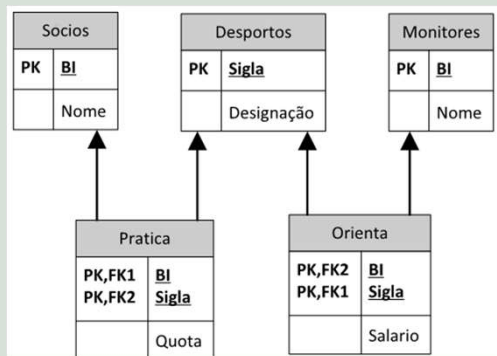 Socios
PK BI
Nome
Desportos
PK Sigla
Designação
Monitores
PK BI
Nome
Pratica
PK,FK1 BI
PK,FK2 Sigla
Quota
Orienta
PK,FK2 BI
PK,FK1 Sigla
Salario